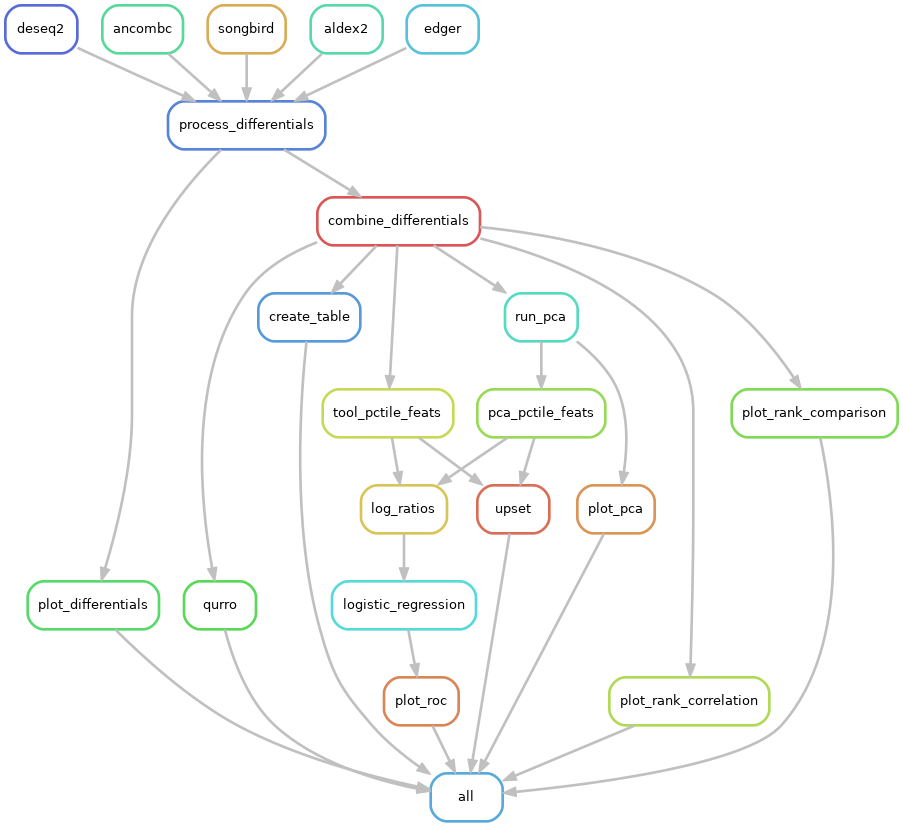 deseq2
ancombc
songbird
aldex2
edger
process_differentials
combine_differentials
create_table
run_pca
tool_pctile_feats
pca_pctile_feats
plot_rank_comparison
log_ratios
upset
plot_pca
plot_differentials
qurro
logistic_regression
plot_roc
plot_rank_correlation
all